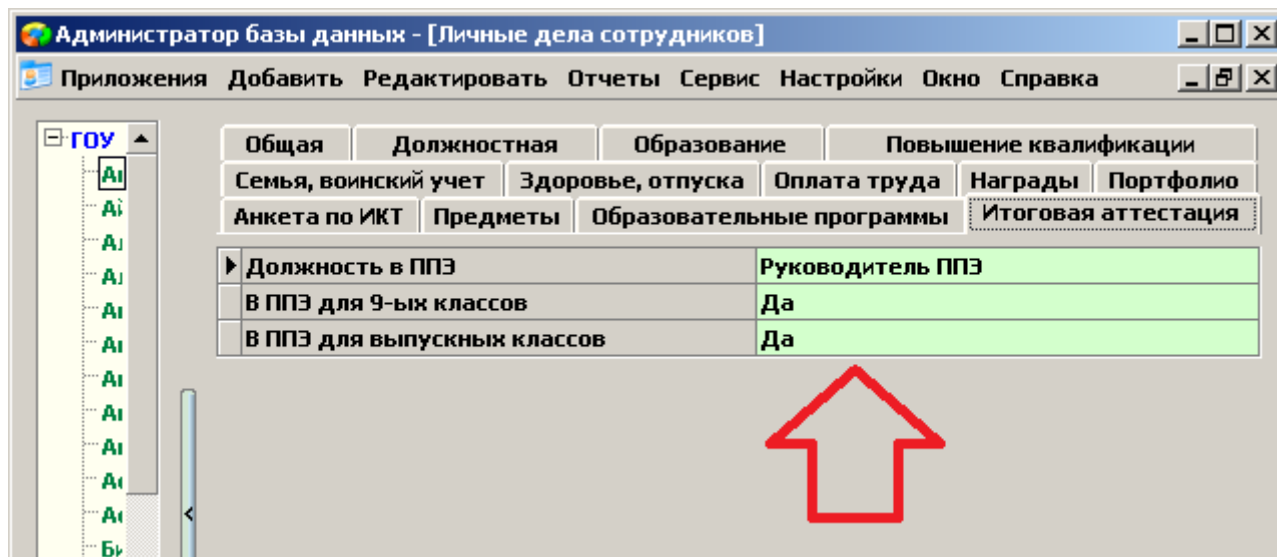 Администратор базы данных - [Личные дела сотрудников]
Приложения Добавить Редактировать Отчеты Сервис Настройки Окно Справка
ГОУ
Общая Должностная Образование Повышение квалификации
Семья, воинский учет Здоровье, отпуска Оплата труда Награды Портфолио
Анкета по ИКТ Предметы Образовательные программы Итоговая аттестация
Должность в ППЭ Руководитель ППЭ
В ППЭ для 9-ых классов Да
В ППЭ для выпускных классов Да